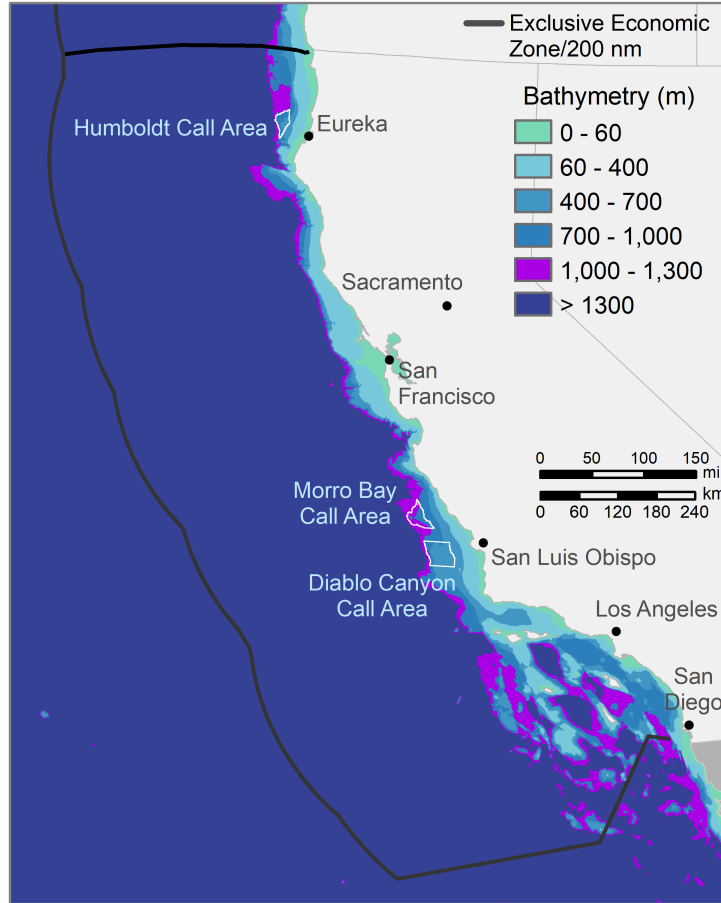 Exclusive Economic
Zone/200 nm
Bathymetry (m)
0 - 60
60 - 400
400 - 700
700 - 1,000
1,000 - 1,300
> 1300
Humboldt Call Area
Eureka
Sacramento
San
Francisco
0 50 100 150
mi
km
0 60 120 180 240
Morro Bay
Call Area
San Luis Obispo
Diablo Canyon
Call Area
Los Angeles
San
Diego